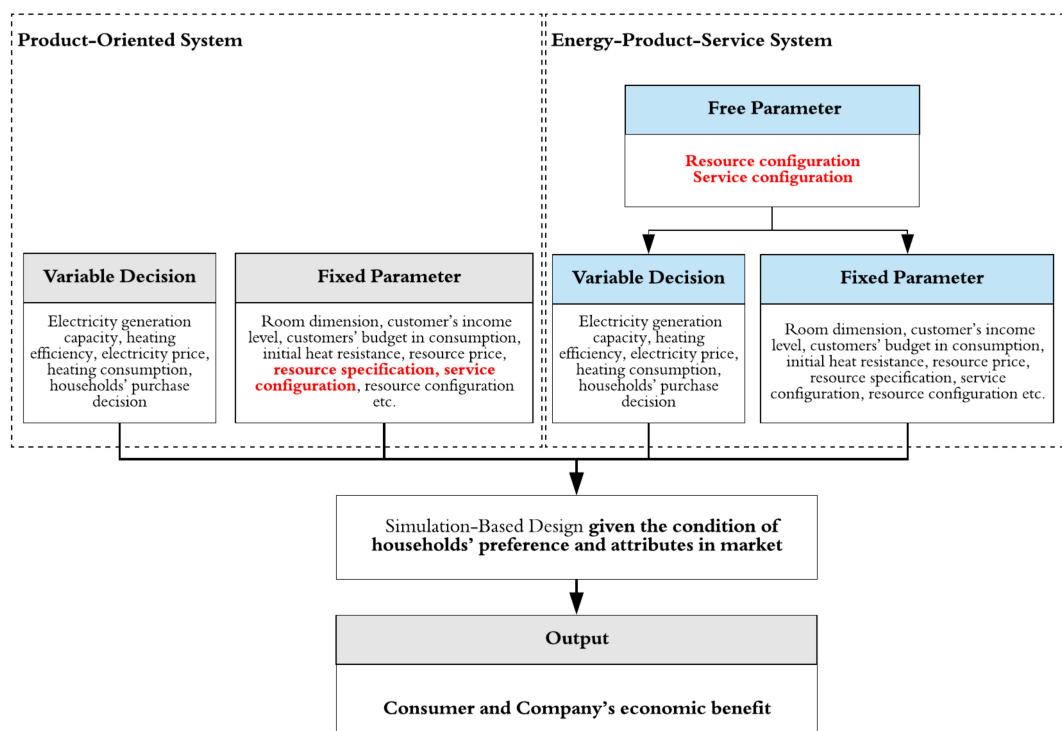 Product-Oriented System
Variable Decision
Electricity generation
capacity, heating
efficiency, electricity price,
heating consumption,
households' purchase
decision
Fixed Parameter
Room dimension, customer's income
level, customers' budget in consumption,
initial heat resistance, resource price,
resource specification, service
configuration, resource configuration
etc.
Energy-Product-Service System
Free Parameter
Resource configuration
Service configuration
Variable Decision
Electricity generation
capacity, heating
efficiency, electricity price,
heating consumption,
households' purchase
decision
Fixed Parameter
Room dimension, customer's income
level, customers' budget in consumption,
initial heat resistance, resource price,
resource specification, service
configuration, resource configuration etc.
Simulation-Based Design given the condition of
households' preference and attributes in market
Output
Consumer and Company's economic benefit